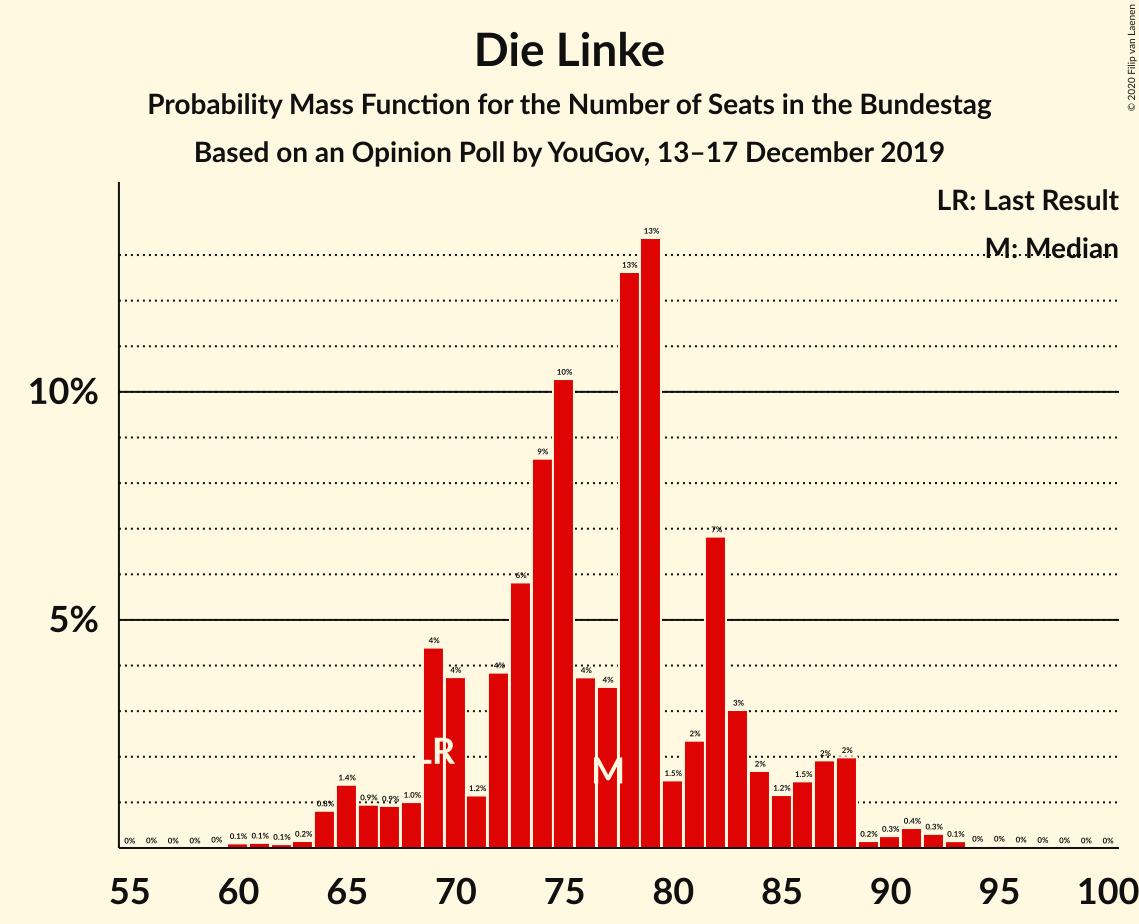 Die Linke
Probability Mass Function for the Number of Seats in the Bundestag
Based on an Opinion Poll by YouGov, 13–17 December 2019
© 2020 Filip van Laenen
LR: Last Result
M: Median
10%
5%
0% 0% 0% 0% 0% 0.1% 0.1% 0.1% 0.2% 0.8% 1.4% 0.9% 0.9% 1.0% 4% 4% 1.2% 4% 6% 9% 10% 4% 4% 13% 13% 1.5% 2% 7% 3% 2% 1.2% 1.5% 2% 2% 0.2% 0.3% 0.4% 0.3% 0.1% 0% 0% 0% 0% 0% 0% 0%
LR
M
55 60 65 70 75 80 85 90 95 100